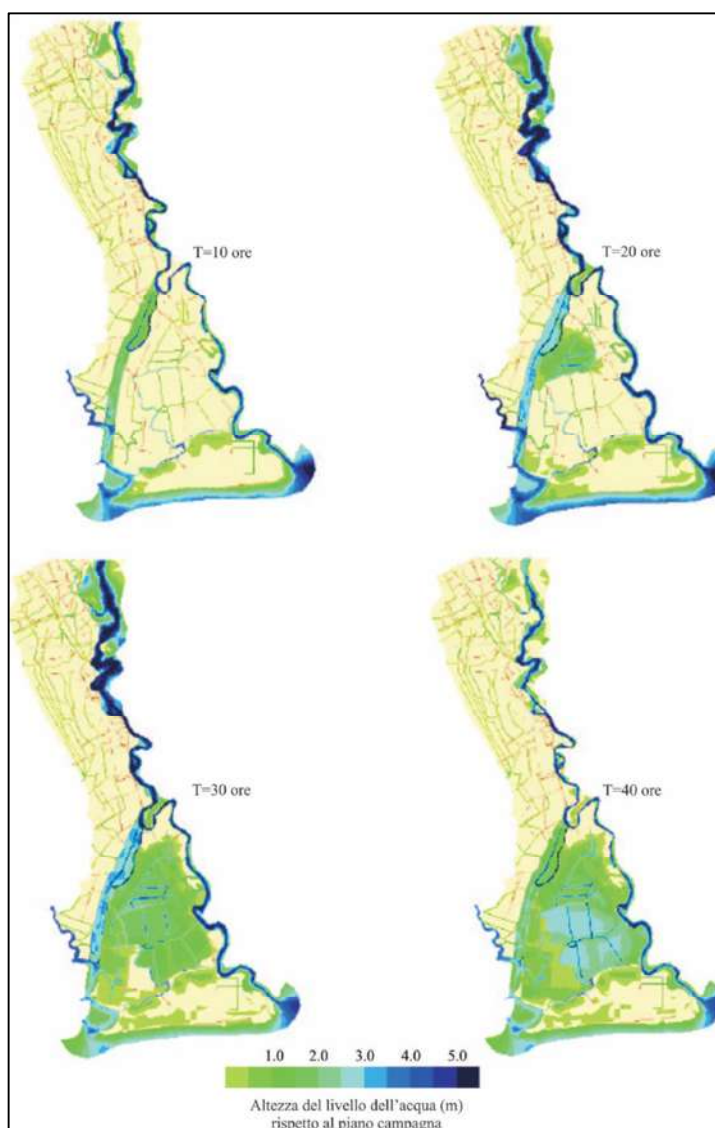 T=10 ore
T=20 ore
T=30 ore
T=40 ore
1.0 2.0 3.0 4.0 5.0
Altezza del livello dell'acqua (m)
rispetto al piano campagna